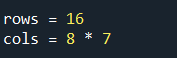 rows = 16
cols = 8 * 7